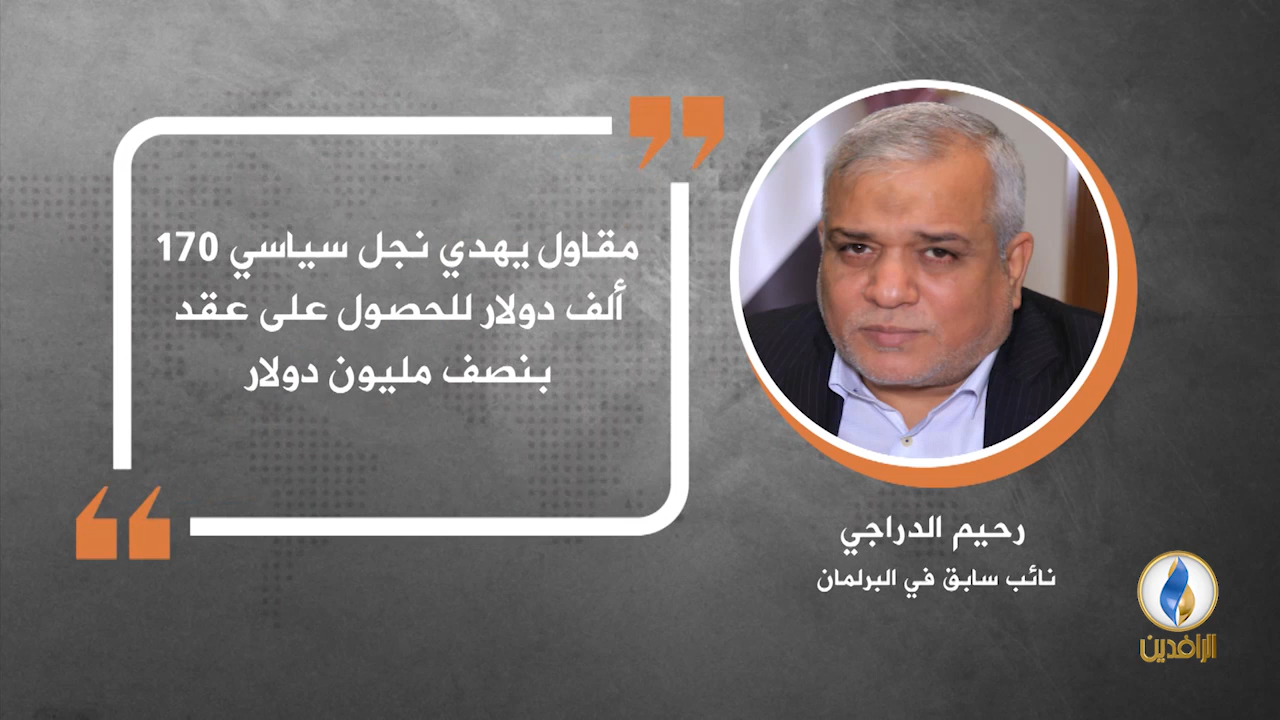 مقاول يهدي نجل سياسي 170
ألف دولار للحصول على عقد
بنصف مليون دولار
رحيم الدراجي
نائب سابق في البرلمان
الرافدين